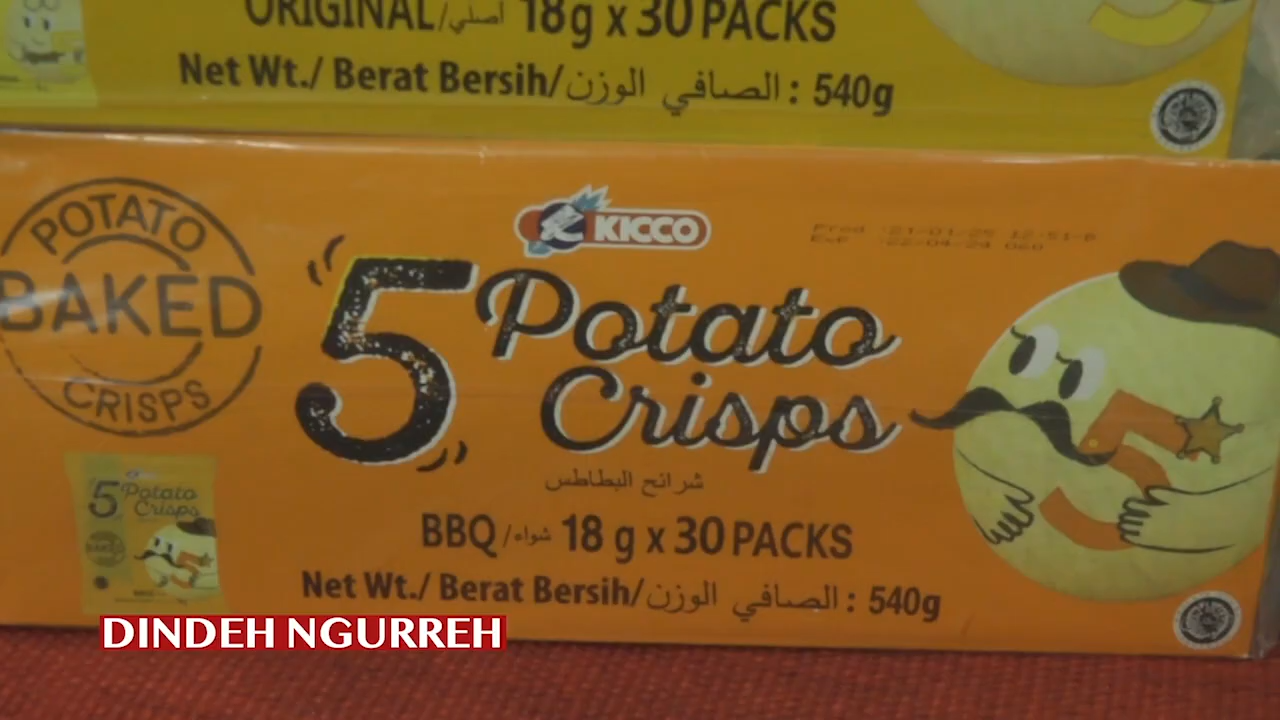 ORIGINAL/أصلي 18g x 30 PACKS
Net Wt./ Berat Bersih/الوزن الصافي : 540g
POTATO
BAKED
CRISPS
KICCO
5 Potato
Crisps
شرائح البطاطس
BBQ/شواء 18 g x 30 PACKS
Net Wt./ Berat Bersih/الوزن الصافي : 540g
KICCO
5 Potato
Crisps
BAKED
DINDEH NGURREH